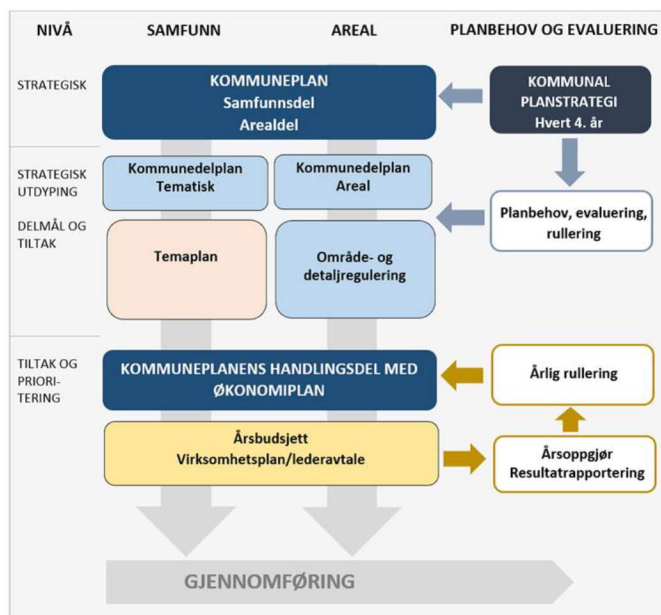 NIVÅ
SAMFUNN
AREAL
PLANBEHOV OG EVALUERING
STRATEGISK
KOMMUNEPLAN
Samfunnsdel
Arealdel
KOMMUNAL
PLANSTRATEGI
Hvert 4. år
STRATEGISK
UTDYPING
Kommunedelplan
Tematisk
Kommunedelplan
Areal
Planbehov, evaluering,
rullering
DELMÅL OG
TILTAK
Temaplan
Område- og
detaljregulering
TILTAK OG
PRIORI-
TERING
KOMMUNEPLANENS HANDLINGSDEL MED
ØKONOMIPLAN
Årlig rullering
Årsbudsjett
Virksomhetsplan/lederavtale
Årsoppgjør
Resultatrapportering
GJENNOMFØRING